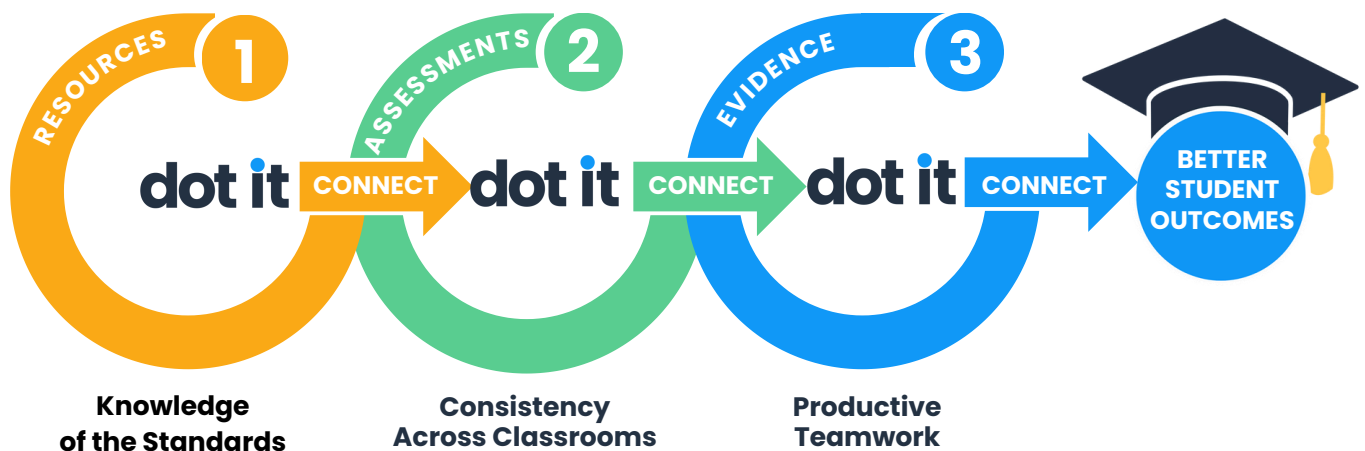 RESOURCES
1
dot it
CONNECT
Knowledge
of the Standards
ASSESSMENTS
2
dot it
CONNECT
Consistency
Across Classrooms
EVIDENCE
3
dot it
CONNECT
Productive
Teamwork
BETTER
STUDENT
OUTCOMES